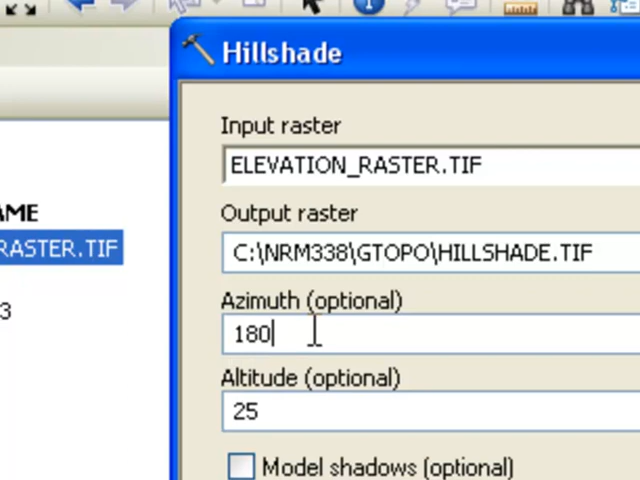 Hillshade
Input raster
ELEVATION_RASTER.TIF
AME
RASTER.TIF
Output raster
C:\NRM338\GTOPO\HILLSHADE.TIF
3
Azimuth (optional)
180
Altitude (optional)
25
Model shadows (optional)